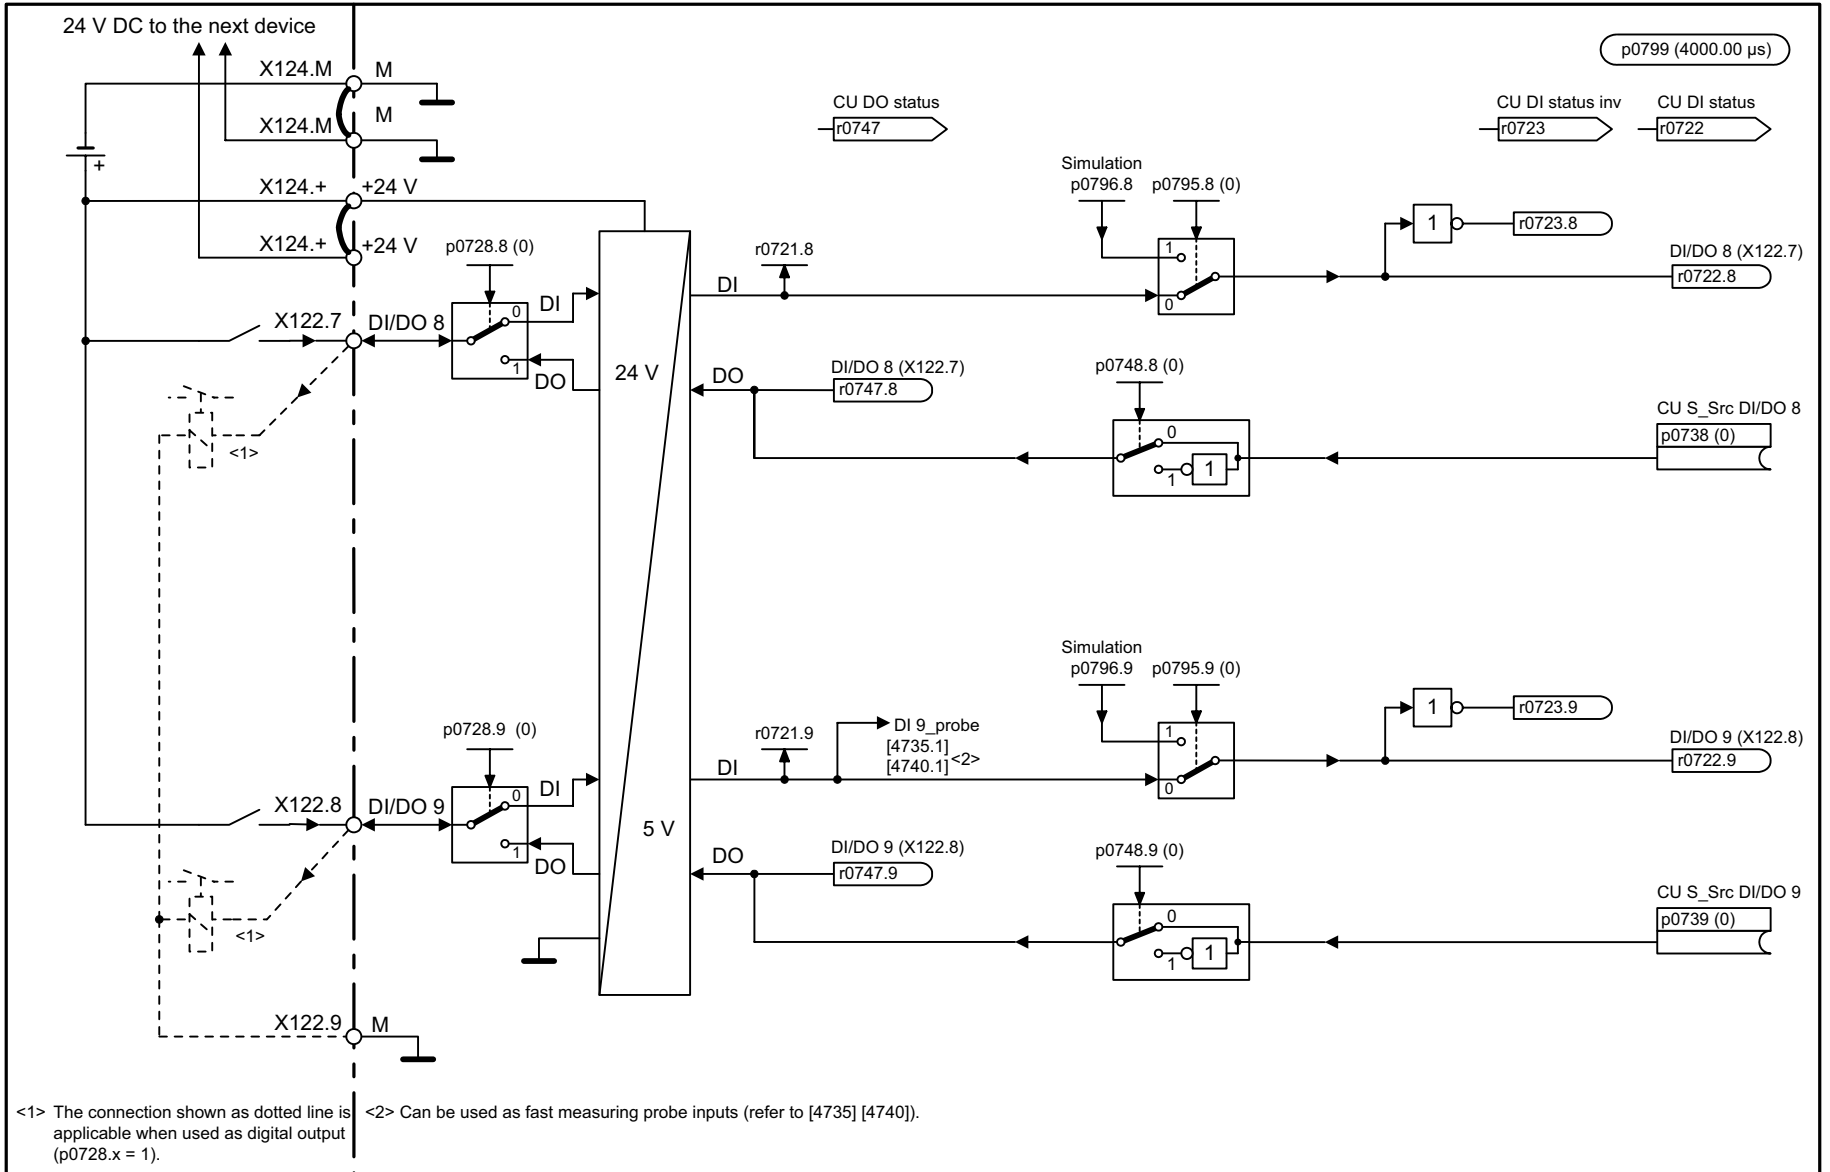 24 V DC to the next device
p0799 (4000.00 µs)
X124.M
M
X124.M
M
X124.+
+24 V
X124.+
+24 V
CU DO status
r0747
CU DI status inv
r0723
CU DI status
r0722
+
Simulation
p0796.8
p0795.8 (0)
1
0
1
r0723.8
DI/DO 8 (X122.7)
r0722.8
p0728.8 (0)
0
1
DI
DO
r0721.8
DI
X122.7
DI/DO 8
24 V
DO
DI/DO 8 (X122.7)
r0747.8
p0748.8 (0)
0
1
1
CU S_Src DI/DO 8
p0738 (0)
<1>
Simulation
p0796.9
p0795.9 (0)
1
0
1
r0723.9
DI/DO 9 (X122.8)
r0722.9
p0728.9 (0)
0
1
DI
DO
r0721.9
DI
DI 9_probe
[4735.1]
[4740.1] <2>
X122.8
DI/DO 9
5 V
DO
DI/DO 9 (X122.8)
r0747.9
p0748.9 (0)
0
1
1
CU S_Src DI/DO 9
p0739 (0)
<1>
X122.9
M
<1> The connection shown as dotted line is
applicable when used as digital output
(p0728.x = 1).
<2> Can be used as fast measuring probe inputs (refer to [4735] [4740]).